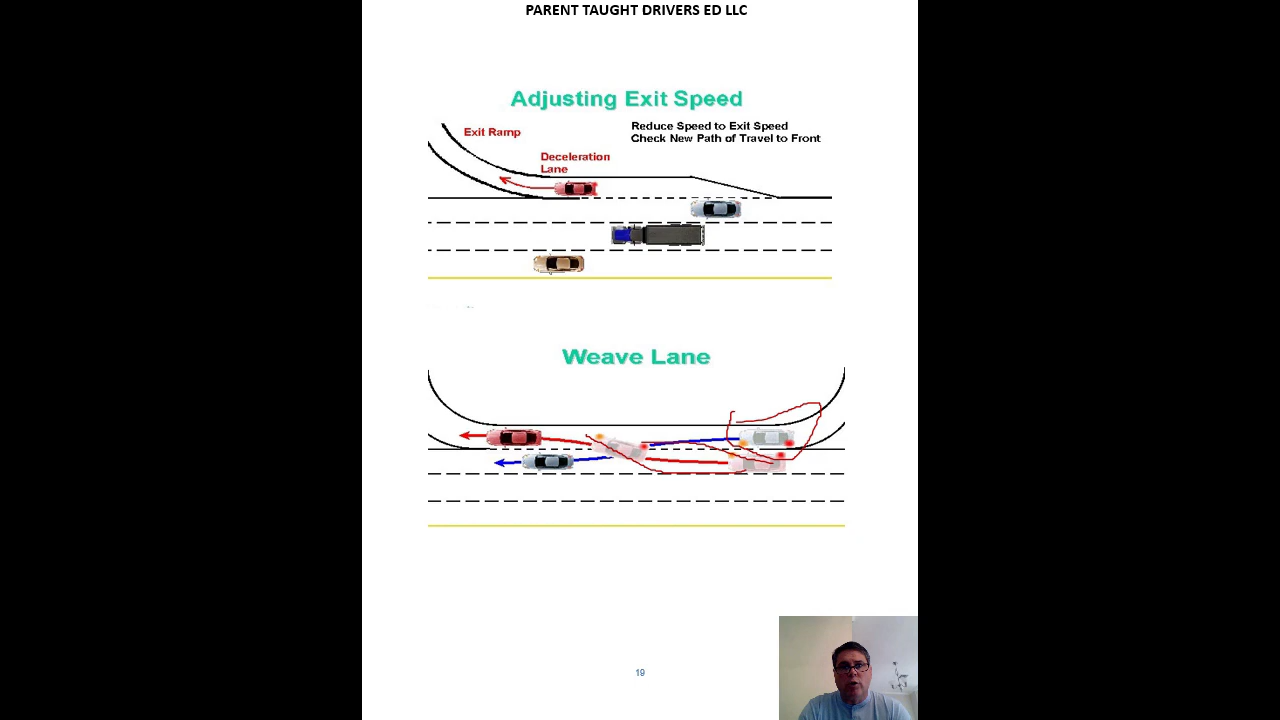 PARENT TAUGHT DRIVERS ED LLC
Adjusting Exit Speed
Exit Ramp
Reduce Speed to Exit Speed
Check New Path of Travel to Front
Deceleration
Lane
Weave Lane
19